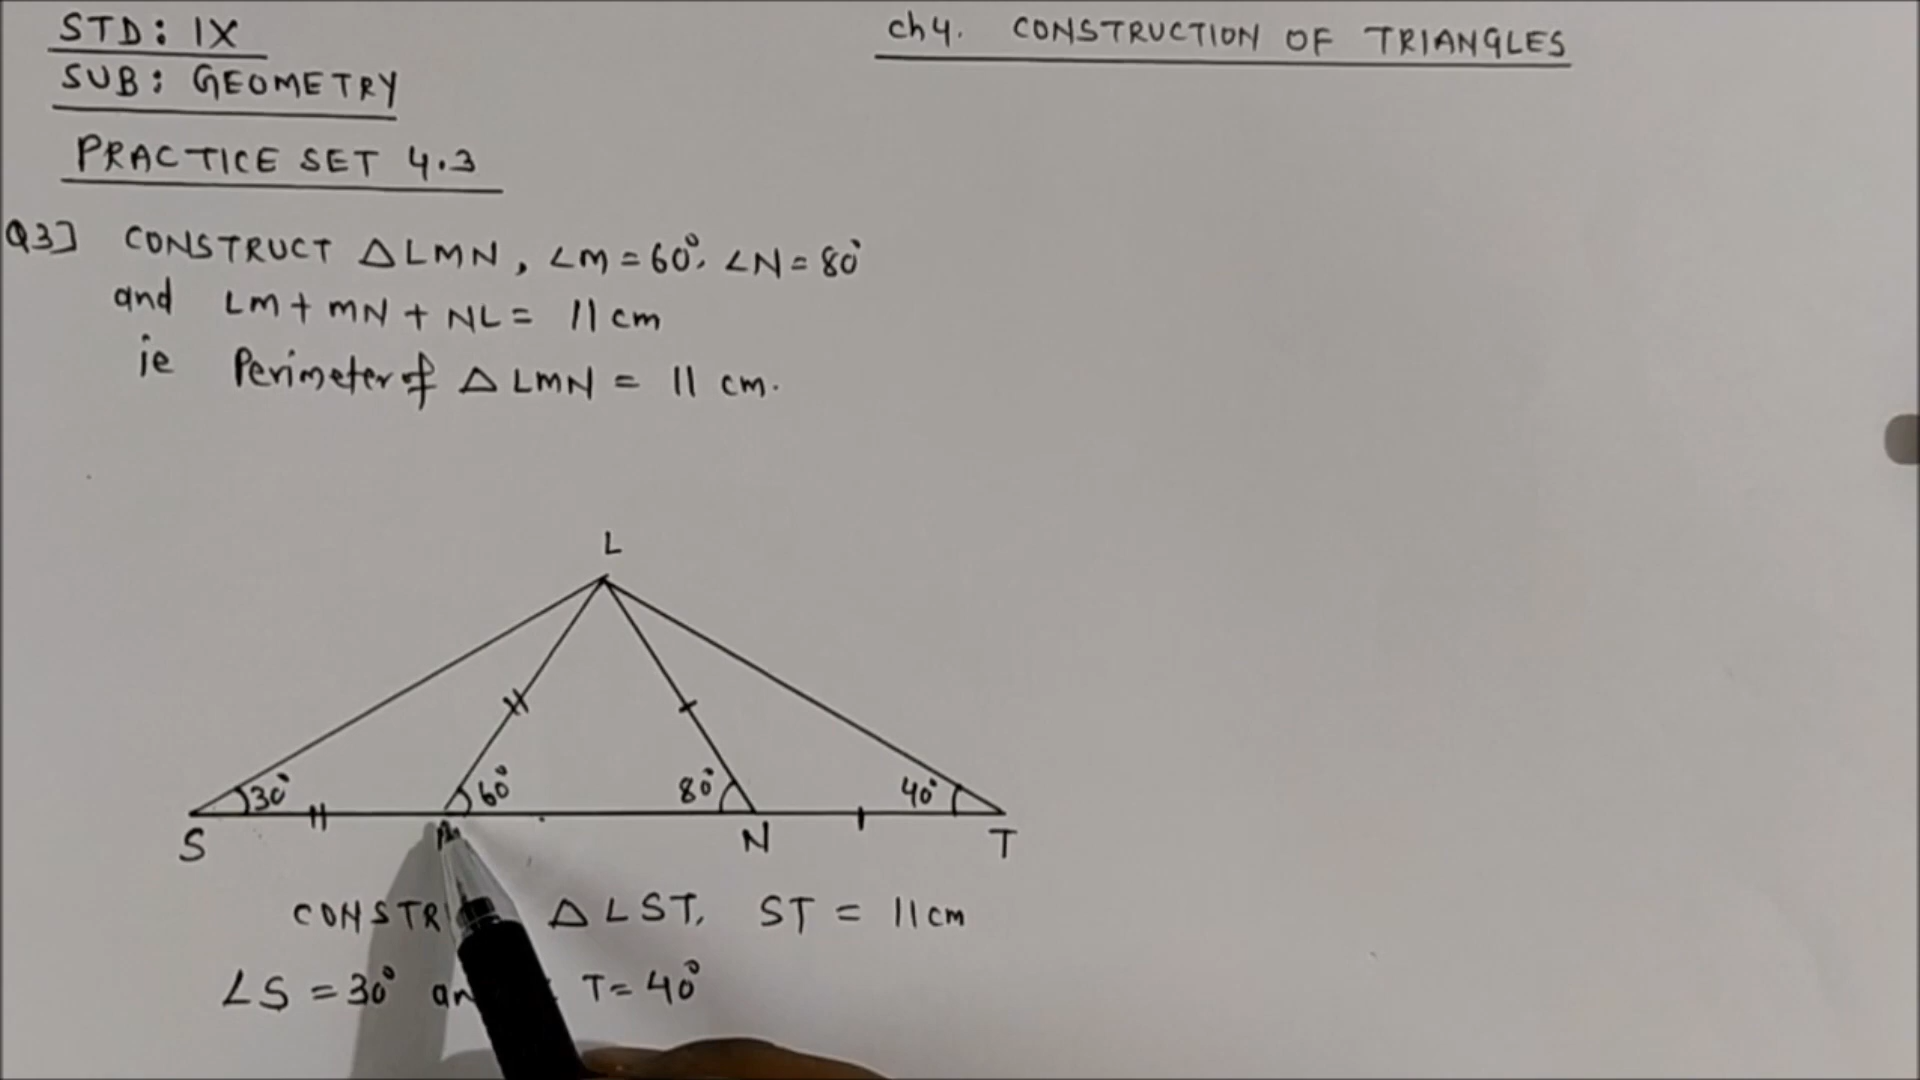 STD: IX
SUB: GEOMETRY
PRACTICE SET 4.3
ch 4. CONSTRUCTION OF TRIANGLES
Q3] CONSTRUCT △LMN, ∠M = 60°, ∠N = 80°
and LM + MN + NL = 11 cm
ie Perimeter of △LMN = 11 cm.
L
30° 60° 80° 40°
S N T
△LST, ST = 11 cm
∠S = 30° T = 40°